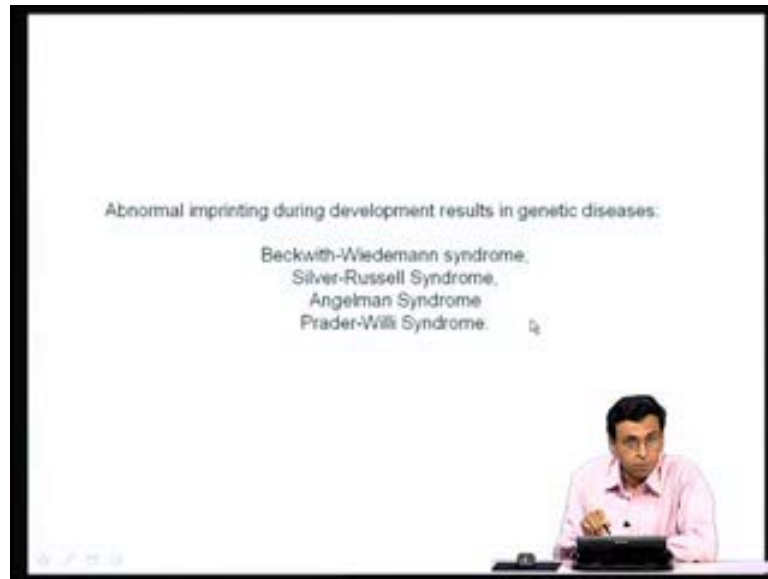 Abnormal imprinting during development results in genetic diseases:
Beckwith-Wiedemann syndrome,
Silver-Russell Syndrome,
Angelman Syndrome
Prader-Willi Syndrome.